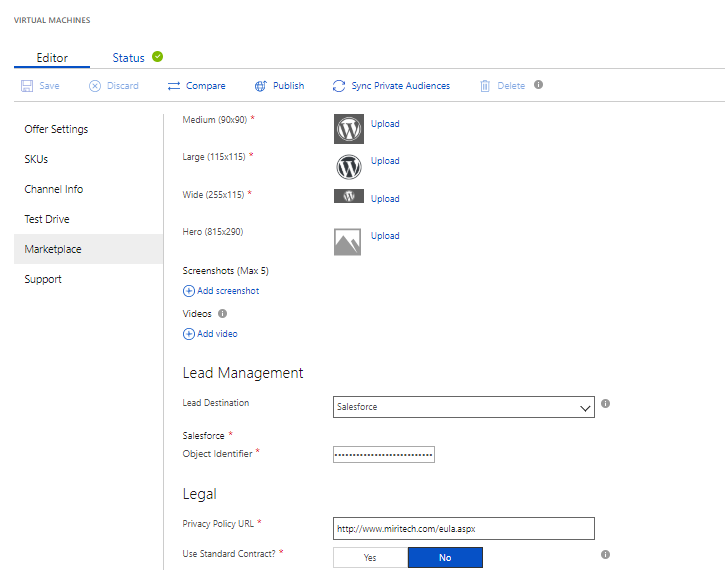 VIRTUAL MACHINES
Editor Status
Save Discard Compare Publish Sync Private Audiences Delete
Offer Settings
SKUs
Channel Info
Test Drive
Marketplace
Support
Medium (90x90) * Upload
Large (115x115) * Upload
Wide (255x115) * Upload
Hero (815x290) Upload
Screenshots (Max 5)
Add screenshot
Videos
Add video
Lead Management
Lead Destination Salesforce
Salesforce *
Object Identifier * ••••••••••••••••••••••••••••
Legal
Privacy Policy URL * http://www.miritech.com/eula.aspx
Use Standard Contract? * Yes No